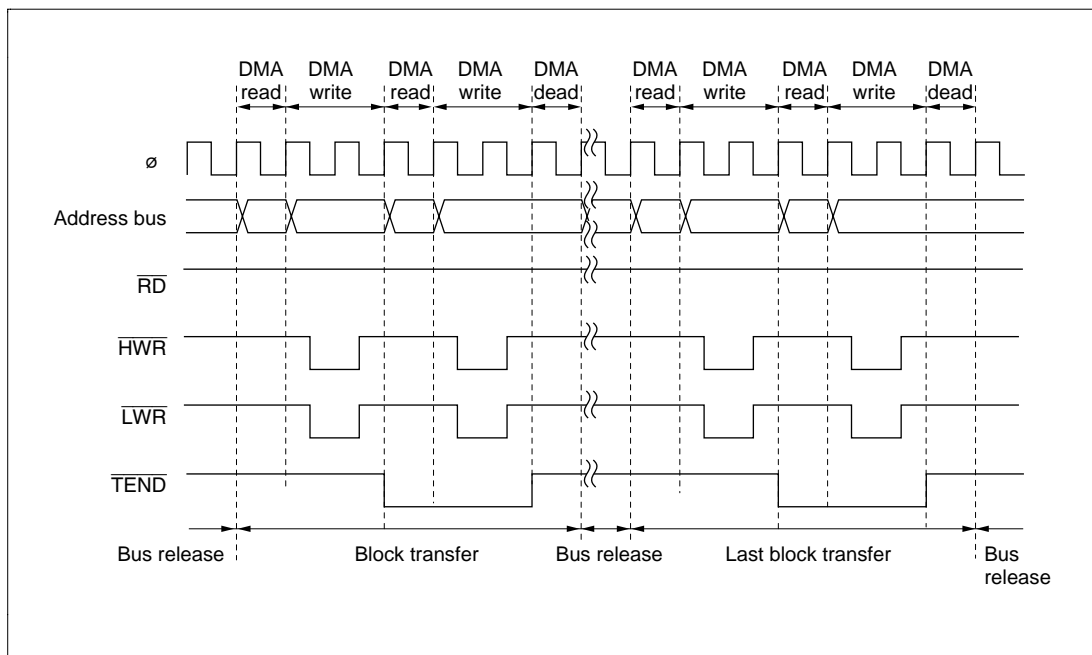 DMA read DMA write DMA read DMA write DMA dead DMA read DMA write DMA read DMA write DMA dead
ø
Address bus
RD
HWR
LWR
TEND
Bus release Block transfer Bus release Last block transfer Bus release